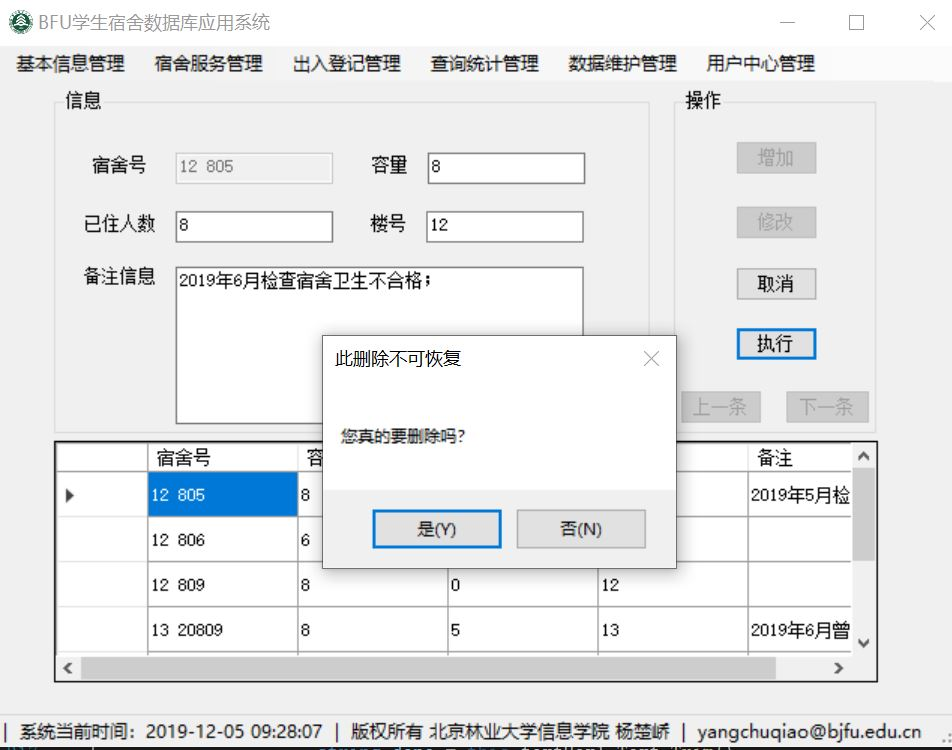 BFU学生宿舍数据库应用系统
基本信息管理 宿舍服务管理 出入登记管理 查询统计管理 数据维护管理 用户中心管理
信息 操作
宿舍号 12 805 容量 8 增加
已住人数 8 楼号 12 修改
备注信息 2019年6月检查宿舍卫生不合格; 取消
执行
此删除不可恢复
上一条 下一条
您真的要删除吗?
是(Y) 否(N)
宿舍号 容 备注
12 805 8 2019年5月检
12 806 6
12 809 8 0 12
13 20809 8 5 13 2019年6月曾
| 系统当前时间: 2019-12-05 09:28:07 | 版权所有 北京林业大学信息学院 杨楚峤 | yangchuqiao@bjfu.edu.cn